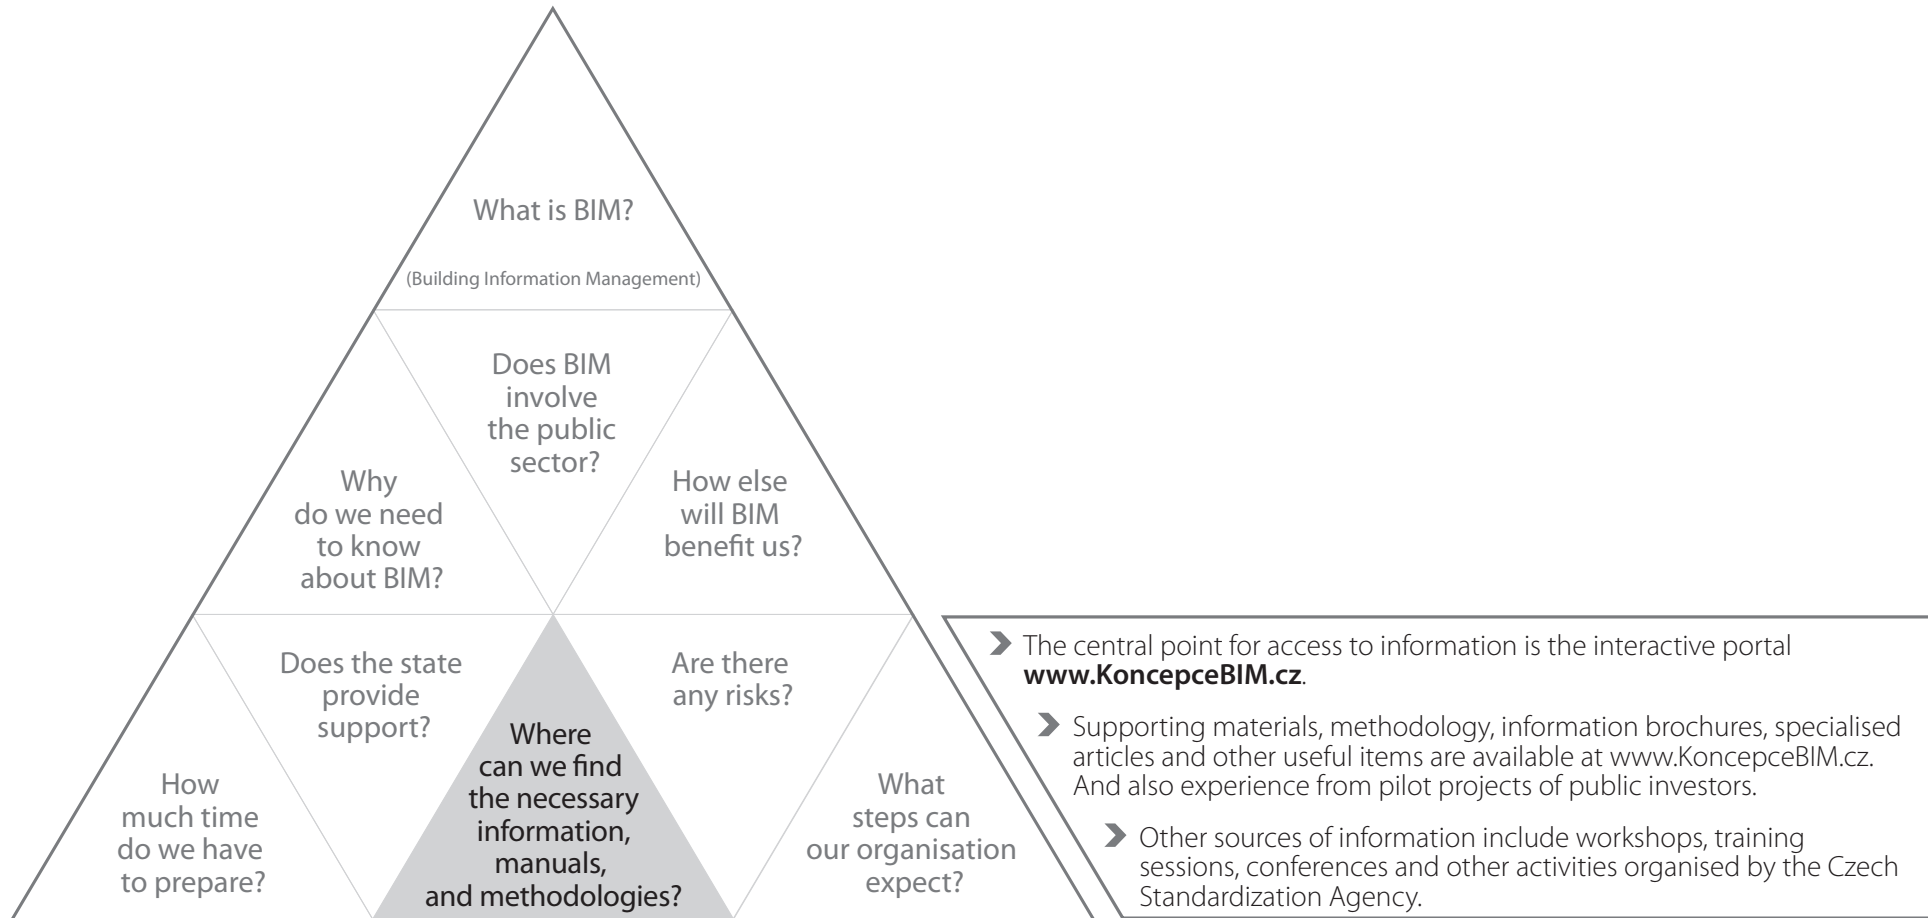 What is BIM?
(Building Information Management)
Does BIM
involve
the public
sector?
Why
do we need
to know
about BIM?
How else
will BIM
benefit us?
Does the state
provide
support?
Are there
any risks?
How
much time
do we have
to prepare?
Where
can we find
the necessary
information,
manuals,
and methodologies?
What
steps can
our organisation
expect?
The central point for access to information is the interactive portal
www.KoncepceBIM.cz.
Supporting materials, methodology, information brochures, specialised
articles and other useful items are available at www.KoncepceBIM.cz.
And also experience from pilot projects of public investors.
Other sources of information include workshops, training
sessions, conferences and other activities organised by the Czech
Standardization Agency.